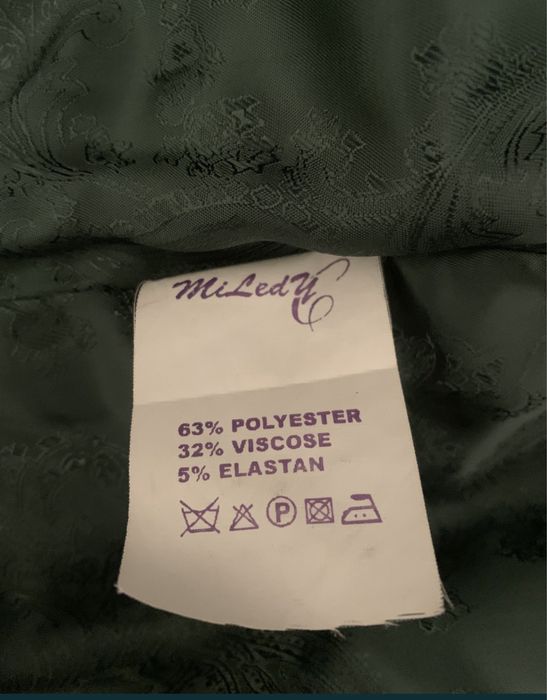 MiLedY
63% POLYESTER
32% VISCOSE
5% ELASTAN
P